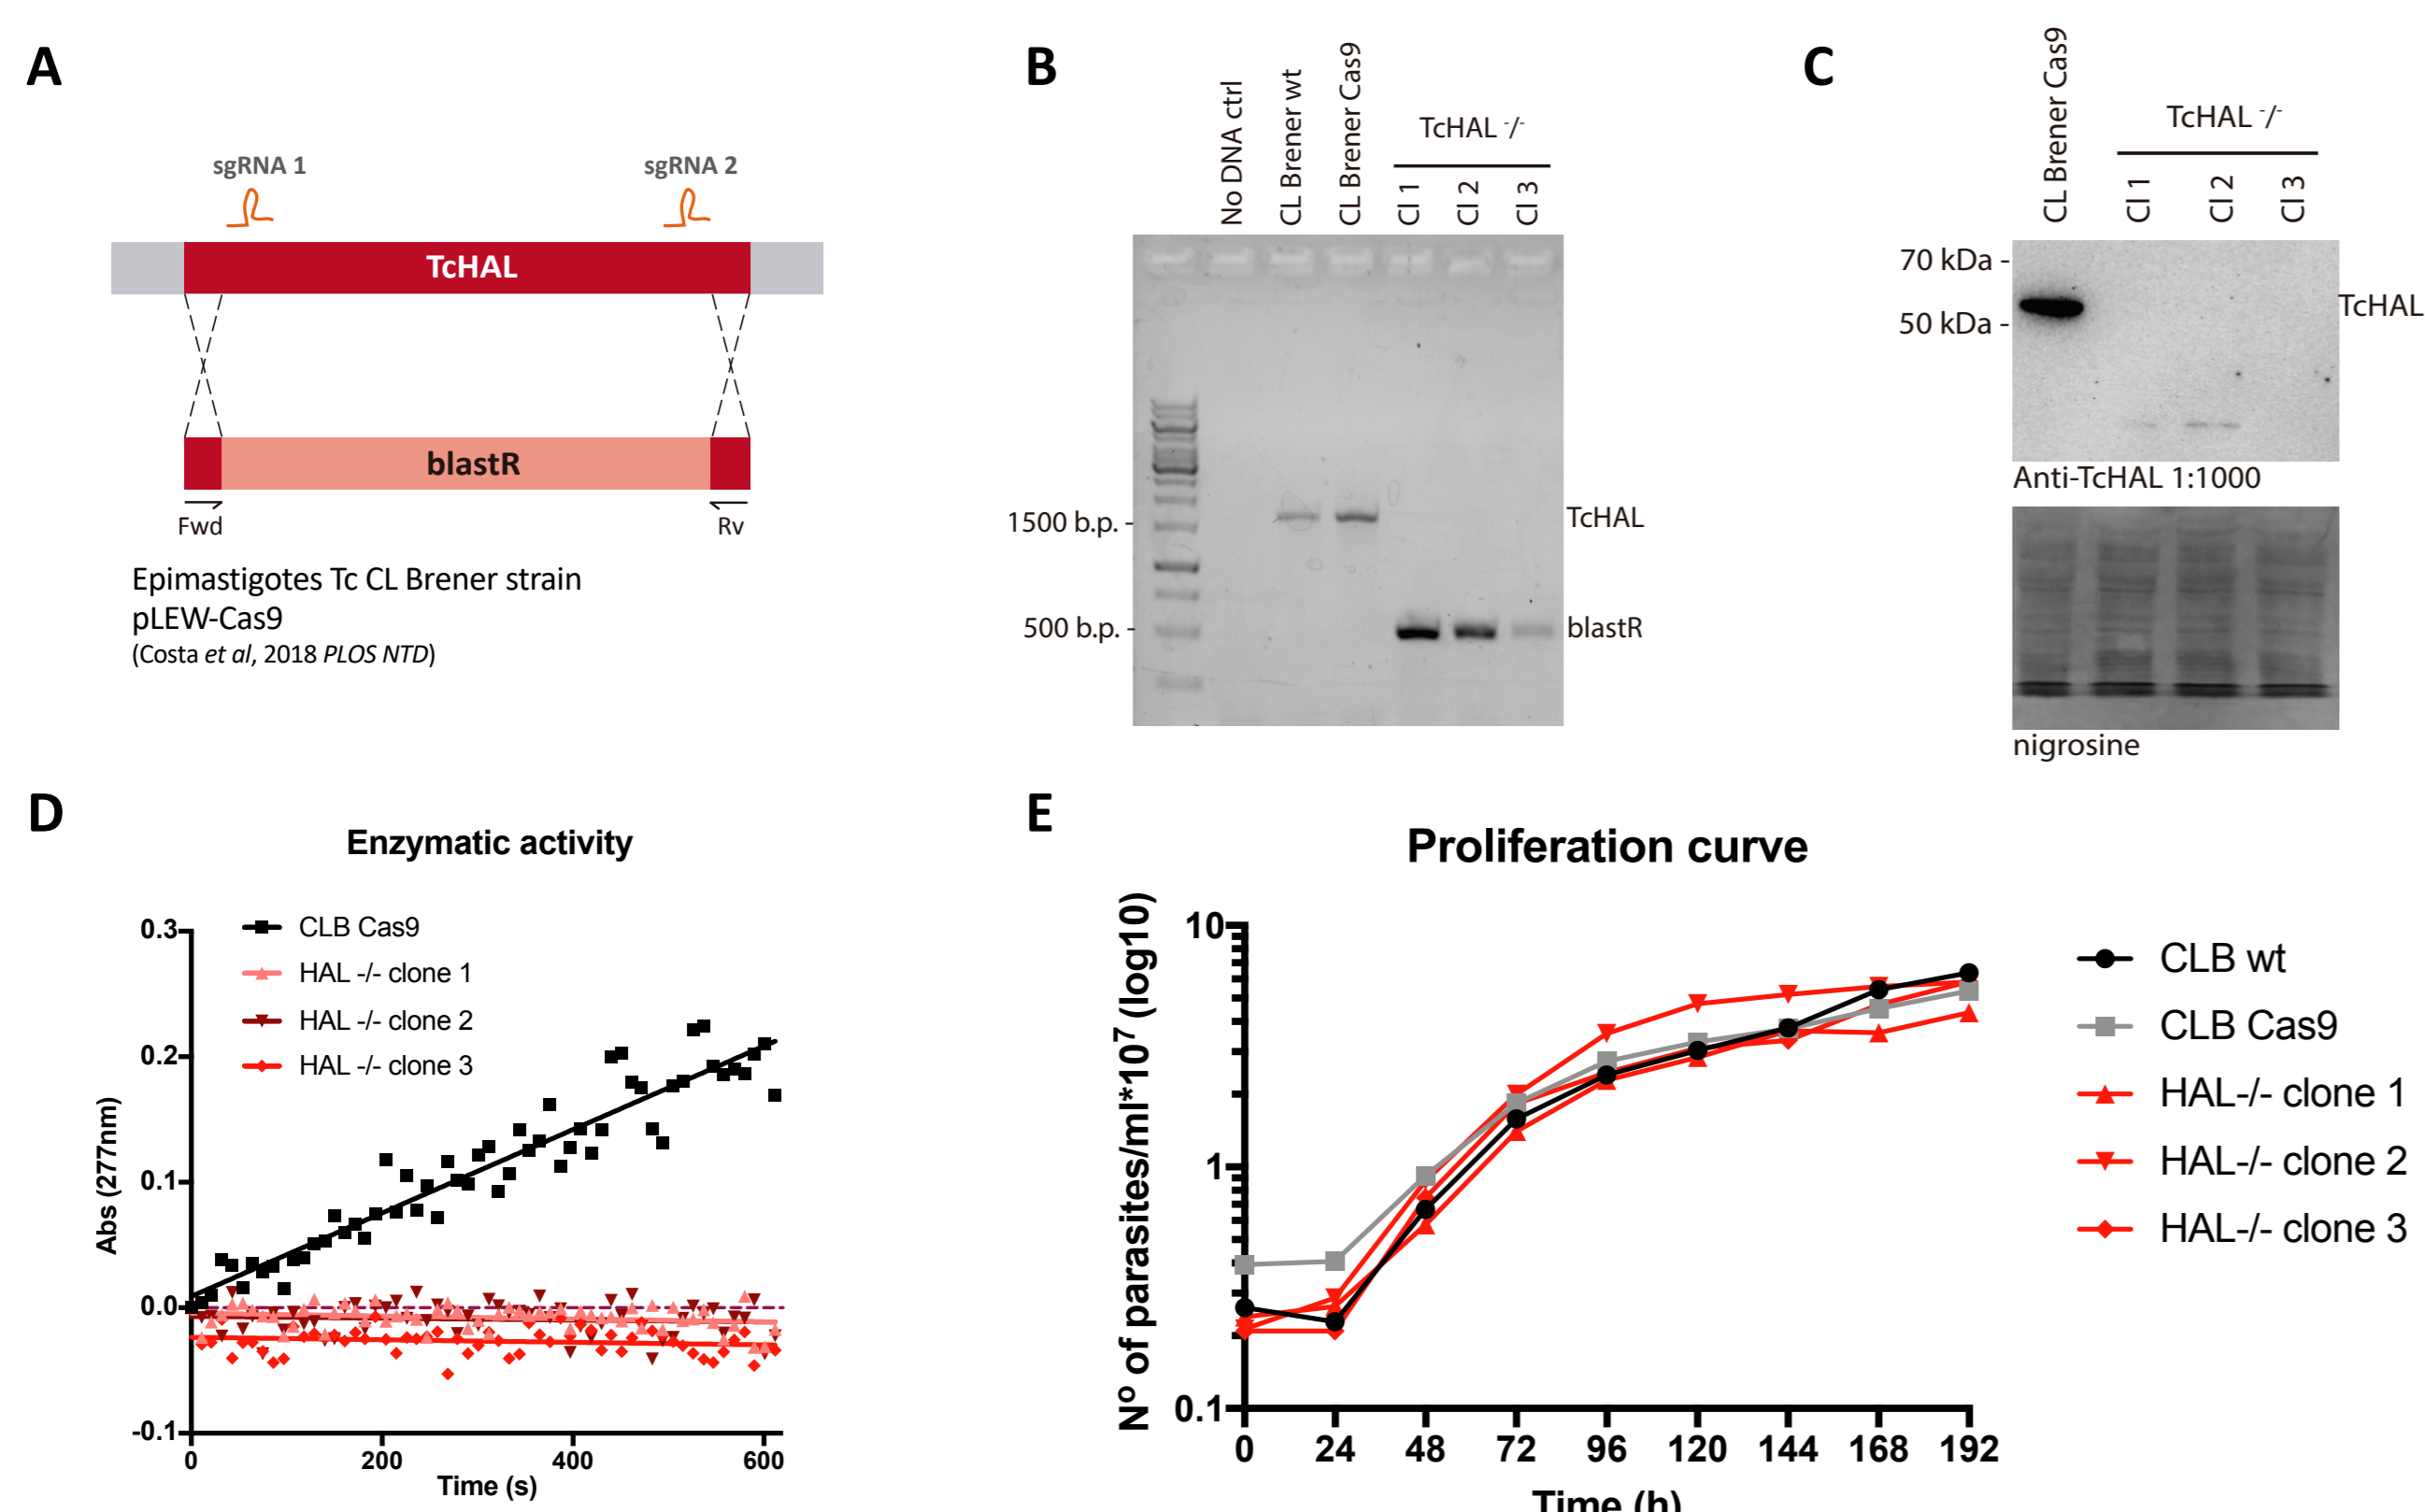 A
sgRNA 1
sgRNA 2
TcHAL
blastR
Fwd
Rv
Epimastigotes Tc CL Brener strain
pLEW-Cas9
(Costa et al, 2018 PLOS NTD)
B
No DNA ctrl
CL Brener wt
CL Brener Cas9
TcHAL -/-
Cl 1
Cl 2
Cl 3
1500 b.p. -
TcHAL
500 b.p. -
blastR
C
CL Brener Cas9
TcHAL -/-
Cl 1
Cl 2
Cl 3
70 kDa -
TcHAL
50 kDa -
Anti-TcHAL 1:1000
nigrosine
D
Enzymatic activity
CLB Cas9
HAL -/- clone 1
HAL -/- clone 2
HAL -/- clone 3
Abs (277nm)
0.3
0.2
0.1
0.0
-0.1
0 200 400 600
Time (s)
E
Proliferation curve
Nº of parasites/ml*10⁷ (log10)
10
1
0.1
0 24 48 72 96 120 144 168 192
Time (h)
CLB wt
CLB Cas9
HAL-/- clone 1
HAL-/- clone 2
HAL-/- clone 3